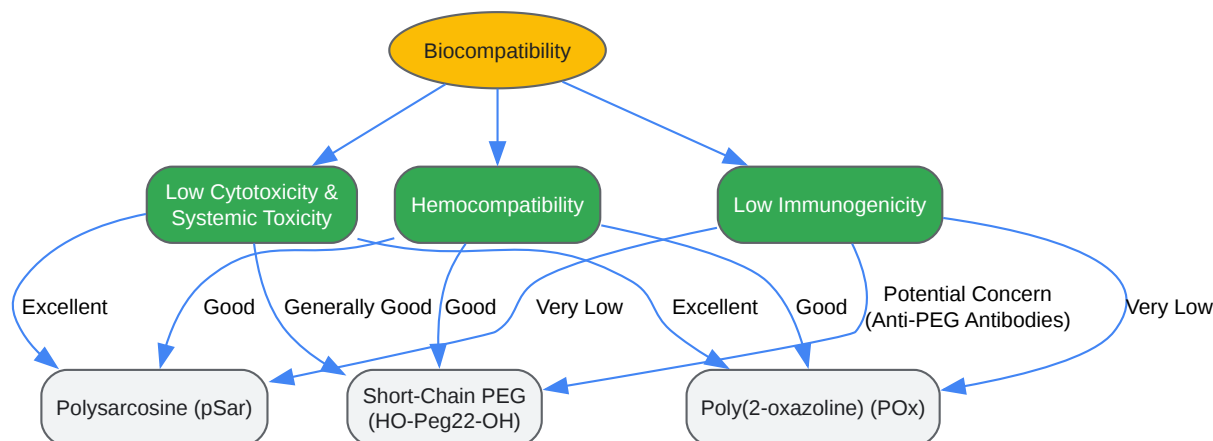 Biocompatibility
Low Cytotoxicity &
Systemic Toxicity
Hemocompatibility
Low Immunogenicity
Excellent
Good
Generally Good
Good
Very Low
Excellent
Good
Potential Concern
(Anti-PEG Antibodies)
Very Low
Polysarcosine (pSar)
Short-Chain PEG
(HO-Peg22-OH)
Poly(2-oxazoline) (POx)